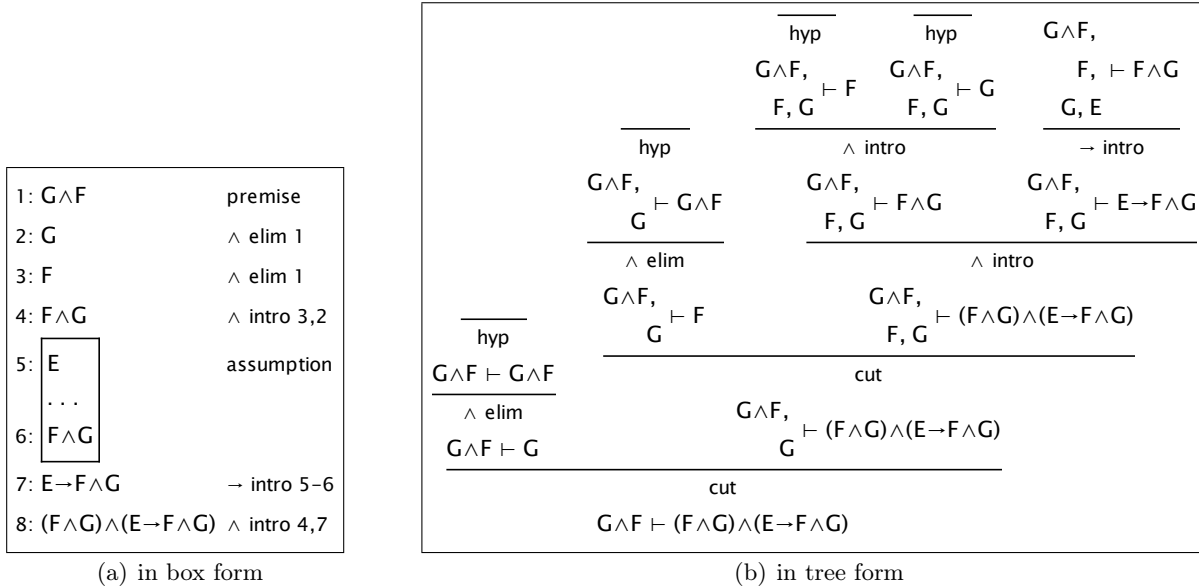 1: G∧F premise
2: G ∧ elim 1
3: F ∧ elim 1
4: F∧G ∧ intro 3,2
5: E assumption
. . .
6: F∧G
7: E→F∧G → intro 5-6
8: (F∧G)∧(E→F∧G) ∧ intro 4,7
(a) in box form
hyp hyp G∧F,
G∧F, G∧F, F, ⊢ F∧G
F, G ⊢ F F, G ⊢ G G, E
hyp ∧ intro → intro
G∧F, G∧F, G∧F,
G ⊢ G∧F F, G ⊢ F∧G F, G ⊢ E→F∧G
∧ elim ∧ intro
G∧F, G∧F,
G ⊢ F F, G ⊢ (F∧G)∧(E→F∧G)
hyp
cut
G∧F ⊢ G∧F
∧ elim G∧F,
G∧F ⊢ G G ⊢ (F∧G)∧(E→F∧G)
cut
G∧F ⊢ (F∧G)∧(E→F∧G)
(b) in tree form